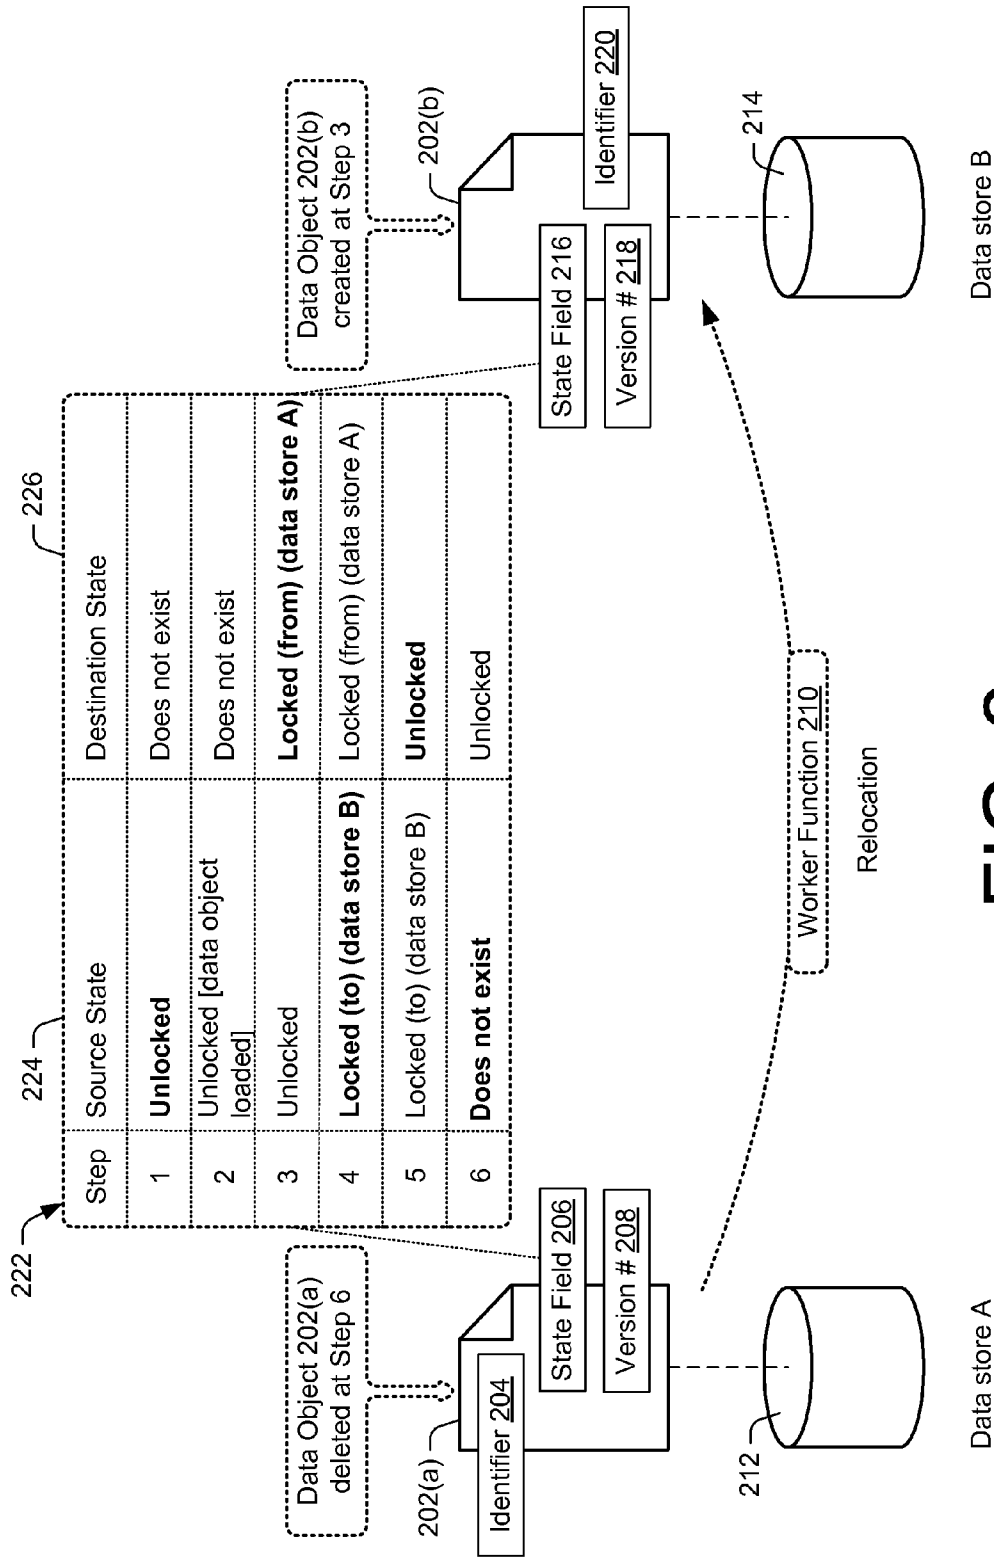 222
224
226
Step Source State Destination State
1 Unlocked Does not exist
2 Unlocked [data object loaded] Does not exist
3 Unlocked Locked (from) (data store A)
4 Locked (to) (data store B) Locked (from) (data store A)
5 Locked (to) (data store B) Unlocked
6 Does not exist Unlocked
Data Object 202(a)
deleted at Step 6
Data Object 202(b)
created at Step 3
202(a)
202(b)
Identifier 204
State Field 206
Version # 208
State Field 216
Version # 218
Identifier 220
212
214
Worker Function 210
Relocation
Data store A
Data store B